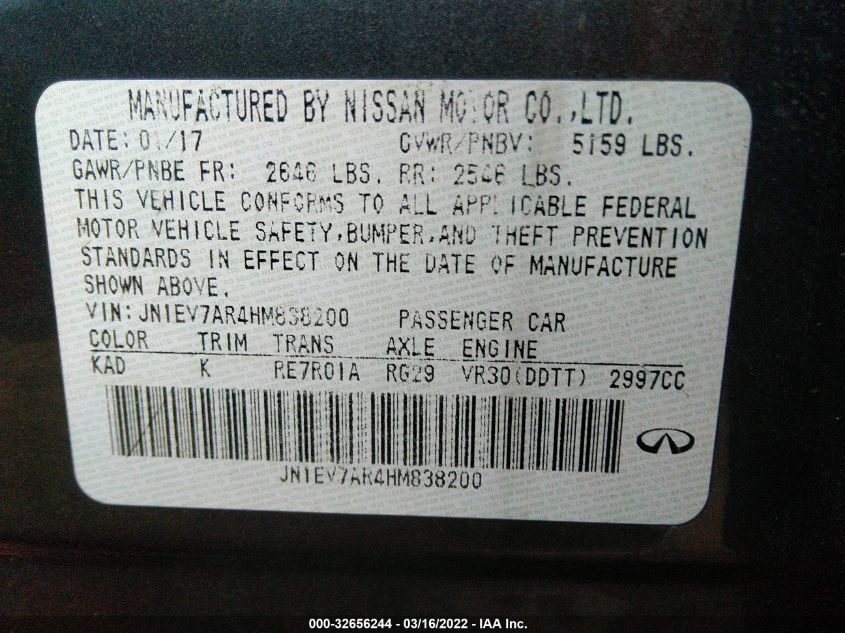 MANUFACTURED BY NISSAN MOTOR CO.,LTD.
DATE: 01/17 GVWR/PNBV: 5159 LBS.
GAWR/PNBE FR: 2646 LBS. RR: 2546 LBS.
THIS VEHICLE CONFORMS TO ALL APPLICABLE FEDERAL
MOTOR VEHICLE SAFETY,BUMPER,AND THEFT PREVENTION
STANDARDS IN EFFECT ON THE DATE OF MANUFACTURE
SHOWN ABOVE.
VIN:JN1EV7AR4HM838200 PASSENGER CAR
COLOR TRIM TRANS AXLE ENGINE
KAD K RE7R01A RG29 VR30(DDTT) 2997CC
JN1EV7AR4HM838200
000-32656244 - 03/16/2022 - IAA Inc.